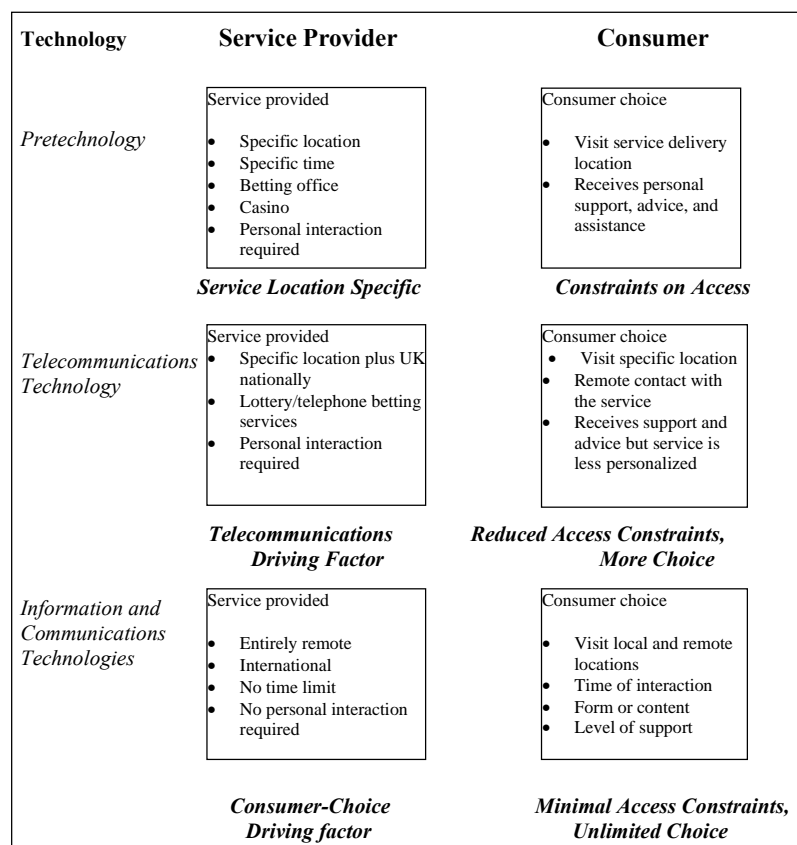 Technology Service Provider Consumer
Pretechnology
Service provided
• Specific location
• Specific time
• Betting office
• Casino
• Personal interaction
required
Service Location Specific
Consumer choice
• Visit service delivery
location
• Receives personal
support, advice, and
assistance
Constraints on Access
Telecommunications
Technology
Service provided
• Specific location plus UK
nationally
• Lottery/telephone betting
services
• Personal interaction
required
Telecommunications
Driving Factor
Consumer choice
• Visit specific location
• Remote contact with
the service
• Receives support and
advice but service is
less personalized
Reduced Access Constraints,
More Choice
Information and
Communications
Technologies
Service provided
• Entirely remote
• International
• No time limit
• No personal interaction
required
Consumer-Choice
Driving factor
Consumer choice
• Visit local and remote
locations
• Time of interaction
• Form or content
• Level of support
Minimal Access Constraints,
Unlimited Choice